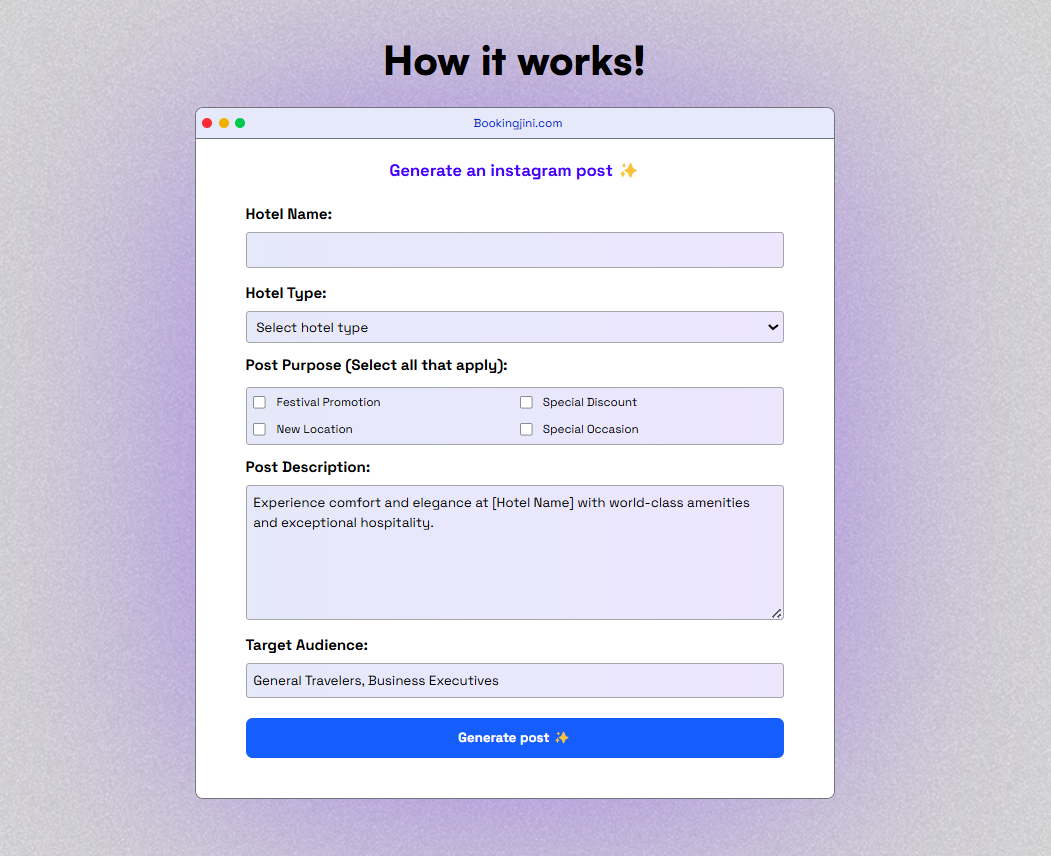 How it works!
Bookingjini.com
Generate an instagram post ✨
Hotel Name:
Hotel Type:
Select hotel type
Post Purpose (Select all that apply):
Festival Promotion
Special Discount
New Location
Special Occasion
Post Description:
Experience comfort and elegance at [Hotel Name] with world-class amenities
and exceptional hospitality.
Target Audience:
General Travelers, Business Executives
Generate post ✨